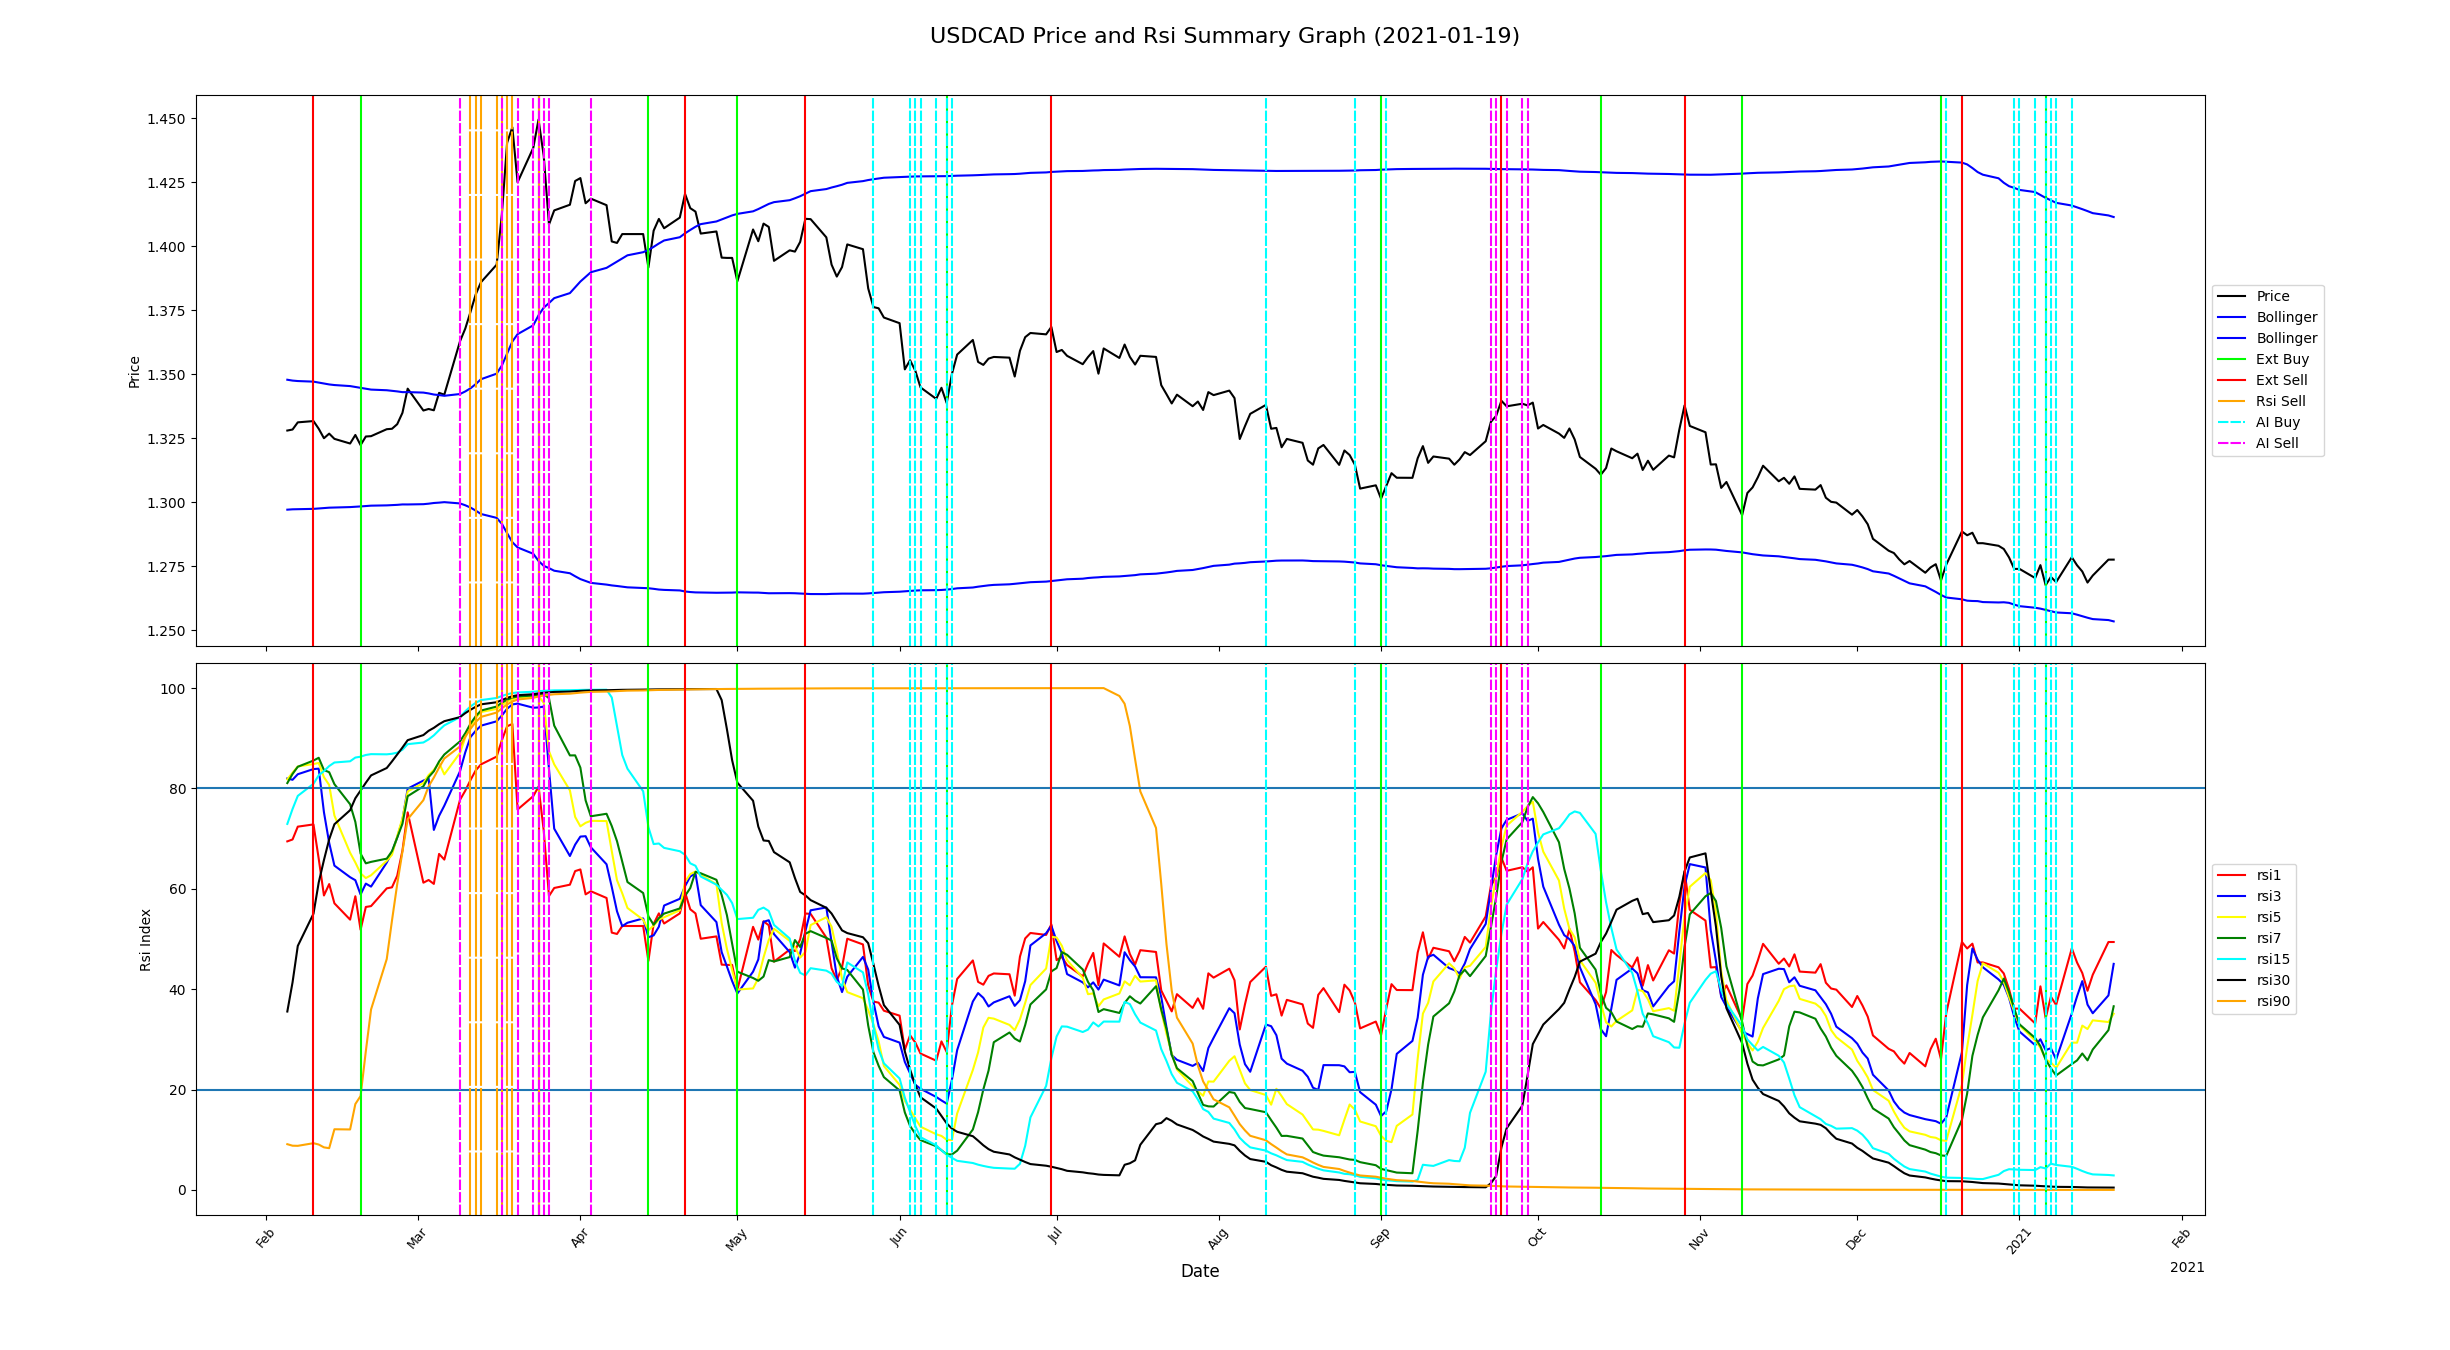 USDCAD Price and Rsi Summary Graph (2021-01-19)
Price
1.450
1.425
1.400
1.375
1.350
1.325
1.300
1.275
1.250
Price
Bollinger
Bollinger
Ext Buy
Ext Sell
Rsi Sell
AI Buy
AI Sell
Rsi Index
100
80
60
40
20
0
rsi1
rsi3
rsi5
rsi7
rsi15
rsi30
rsi90
Feb Mar Apr May Jun Jul Aug Sep Oct Nov Dec 2021 Feb
Date
2021